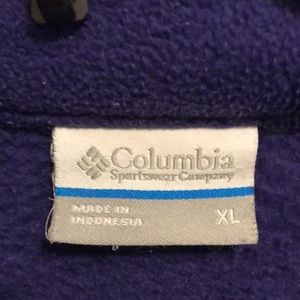 Columbia
Sportswear Company
MADE IN
INDONESIA
XL